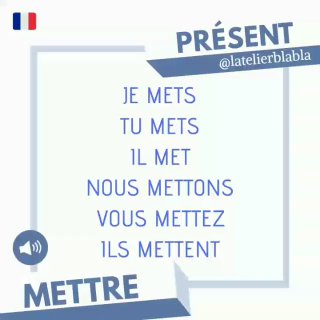 PRÉSENT
@latelierblabla
JE METS
TU METS
IL MET
NOUS METTONS
VOUS METTEZ
ILS METTENT
METTRE